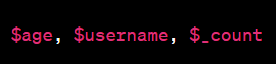 $age, $username, $_count